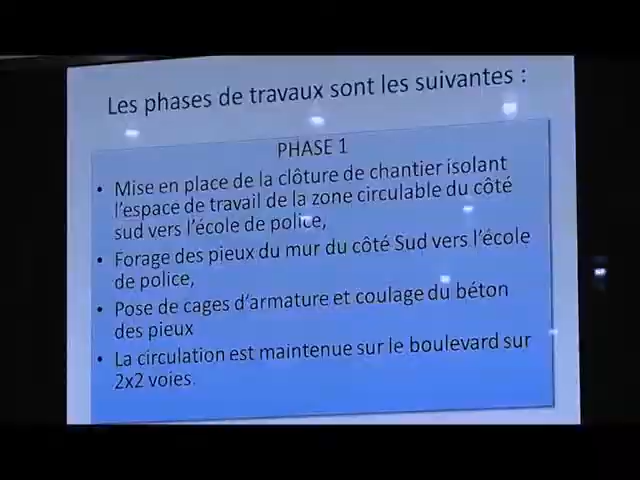 Les phases de travaux sont les suivantes :
PHASE 1
• Mise en place de la clôture de chantier isolant
l'espace de travail de la zone circulable du côté
sud vers l'école de police,
• Forage des pieux du mur du côté Sud vers l'école
de police,
• Pose de cages d'armature et coulage du béton
des pieux
• La circulation est maintenue sur le boulevard sur
2x2 voies.